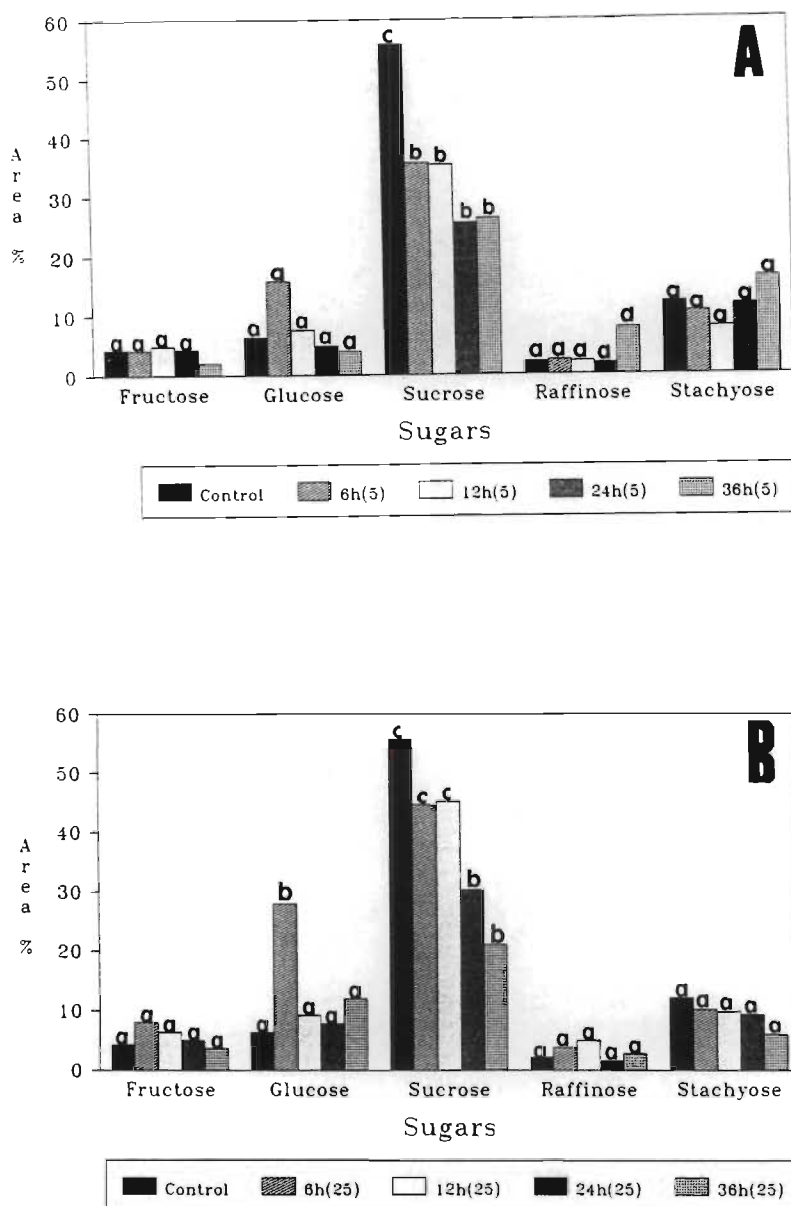 A
60
50
40
30
20
10
0
Area %
a a a a
a a a a a
c b b b b
a a a a a
a a a a a
Fructose Glucose Sucrose Raffinose Stachyose
Sugars
Control 6h(5) 12h(5) 24h(5) 36h(5)
B
60
50
40
30
20
10
0
Area %
a a a a a
a b a a a
c c c b b
a a a a a
a a a a a
Fructose Glucose Sucrose Raffinose Stachyose
Sugars
Control 6h(25) 12h(25) 24h(25) 36h(25)